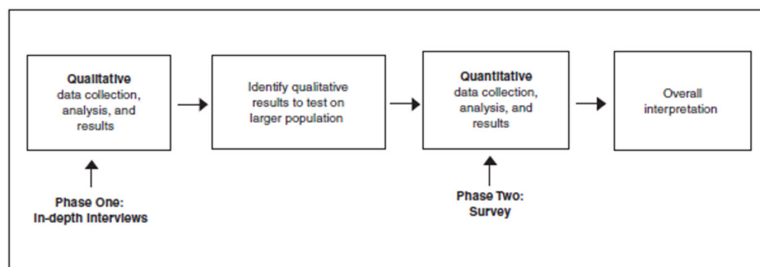 Qualitative
data collection,
analysis, and
results
Identify qualitative
results to test on
larger population
Quantitative
data collection,
analysis, and
results
Overall
interpretation
Phase One:
In-depth Interviews
Phase Two:
Survey